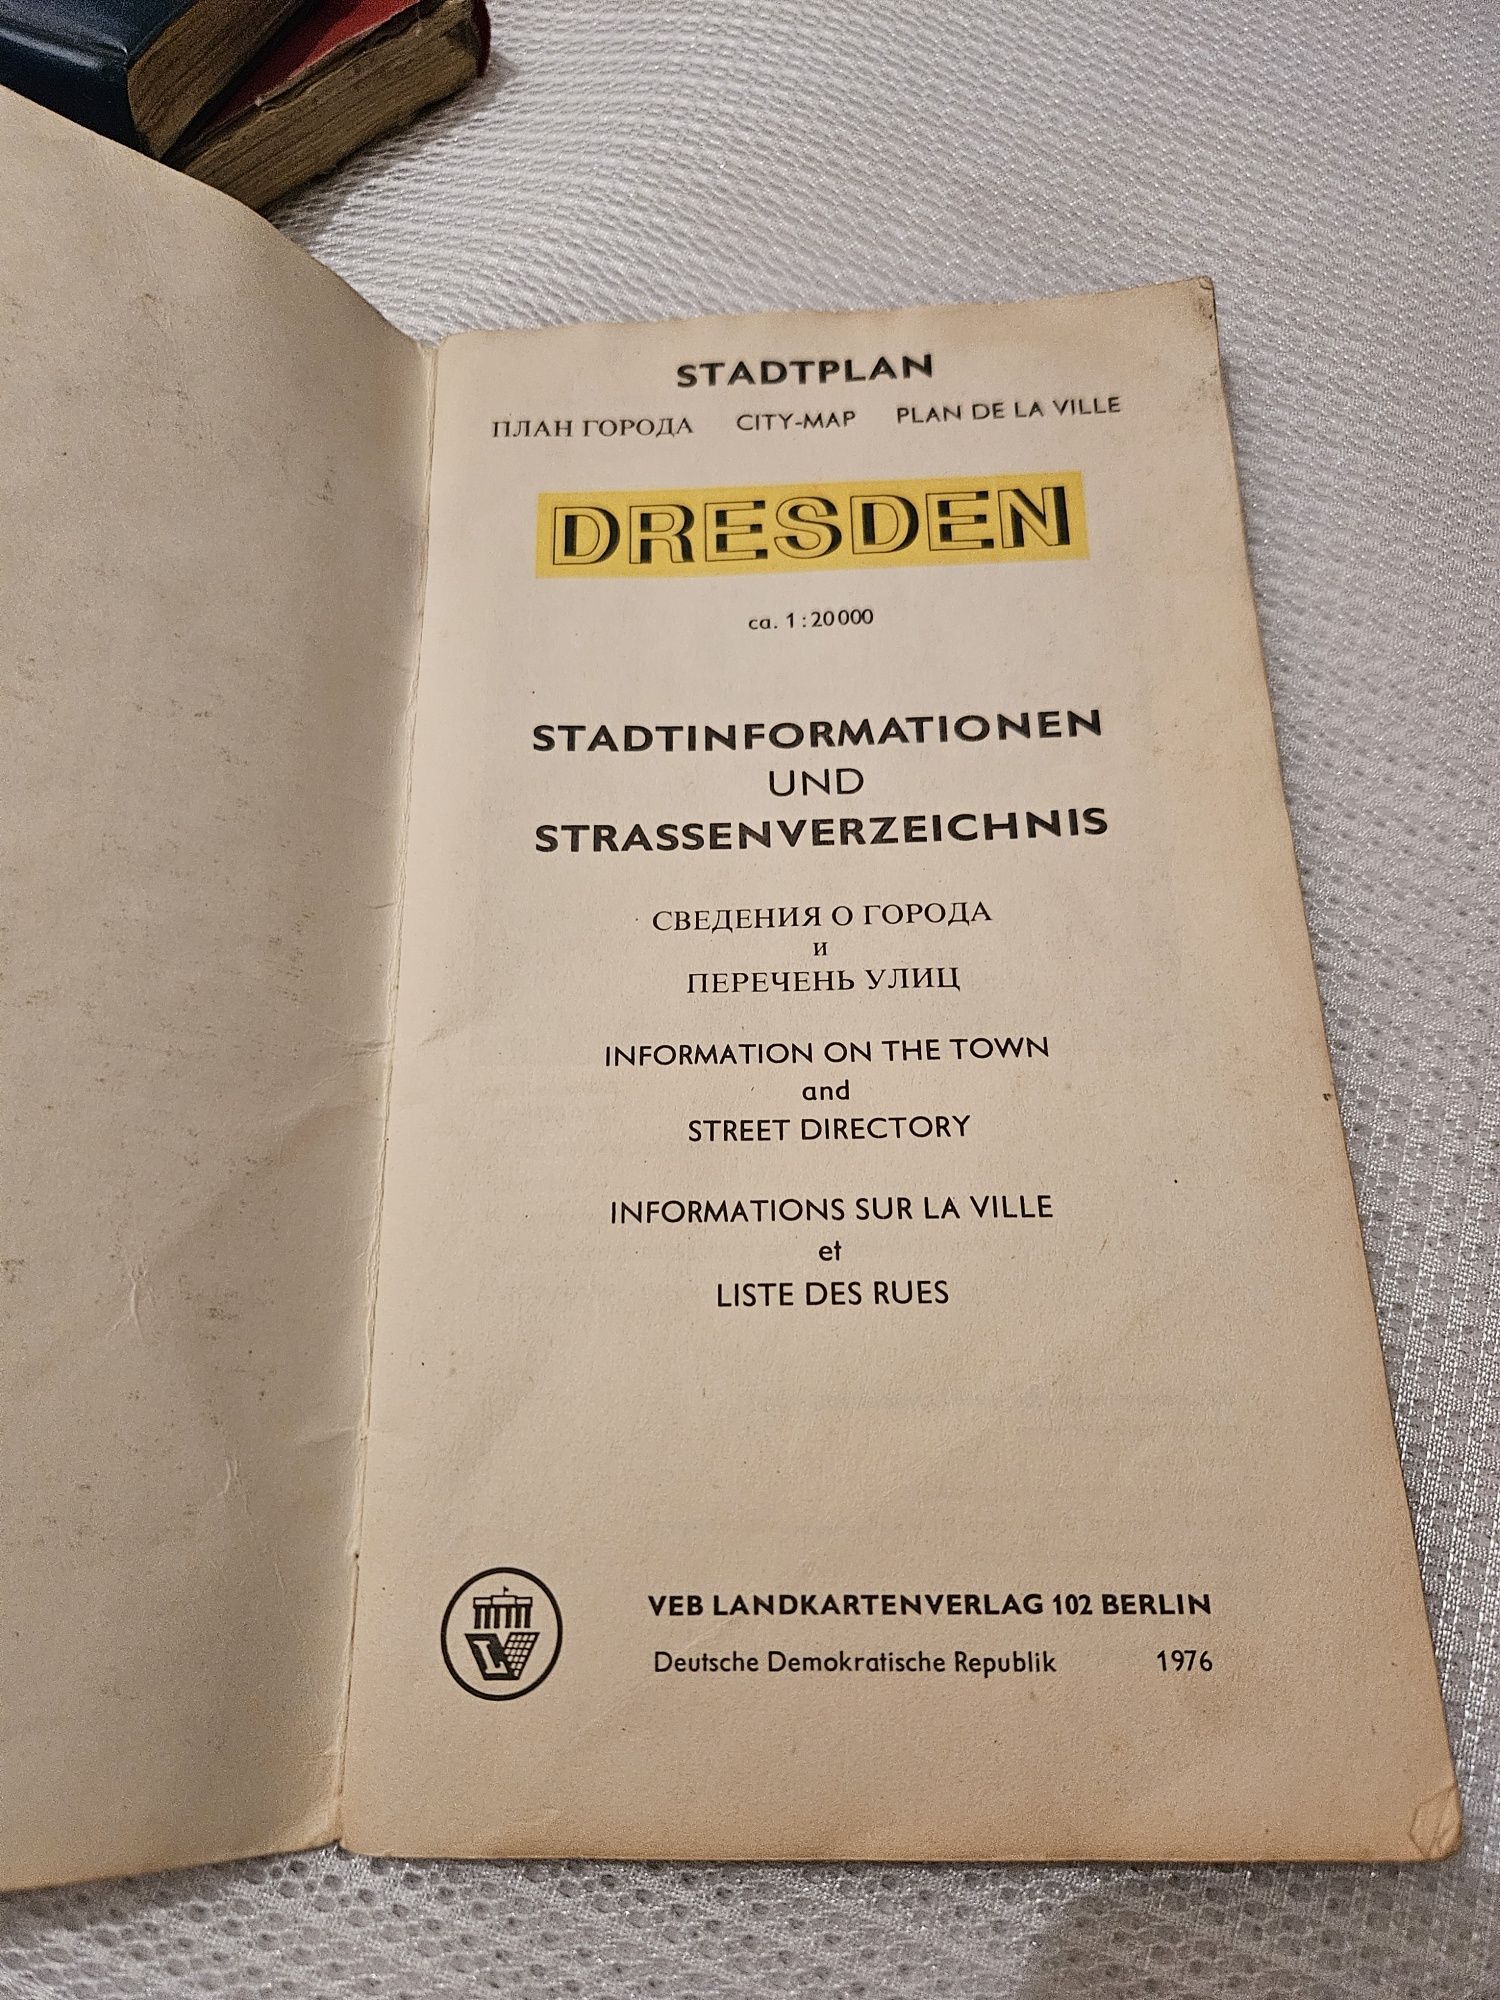 STADTPLAN
ПЛАН ГОРОДА CITY-MAP PLAN DE LA VILLE
DRESDEN
ca. 1:20000
STADTINFORMATIONEN
UND
STRASSENVERZEICHNIS
СВЕДЕНИЯ О ГОРОДА
и
ПЕРЕЧЕНЬ УЛИЦ
INFORMATION ON THE TOWN
and
STREET DIRECTORY
INFORMATIONS SUR LA VILLE
et
LISTE DES RUES
LV
VEB LANDKARTENVERLAG 102 BERLIN
Deutsche Demokratische Republik 1976